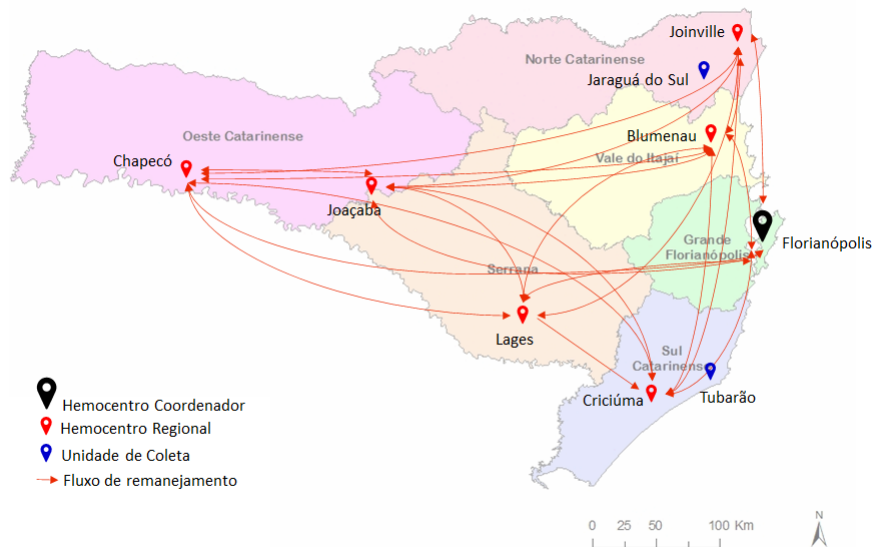 Joinville
Norte Catarinense
Jaraguá do Sul
Oeste Catarinense
Blumenau
Chapecó
Vale do Itajaí
Joaçaba
Grande
Florianópolis
Florianópolis
Serrana
Lages
Sul
Catarinense
Criciúma
Tubarão
Hemocentro Coordenador
Hemocentro Regional
Unidade de Coleta
Fluxo de remanejamento
0 25 50 100 Km
N